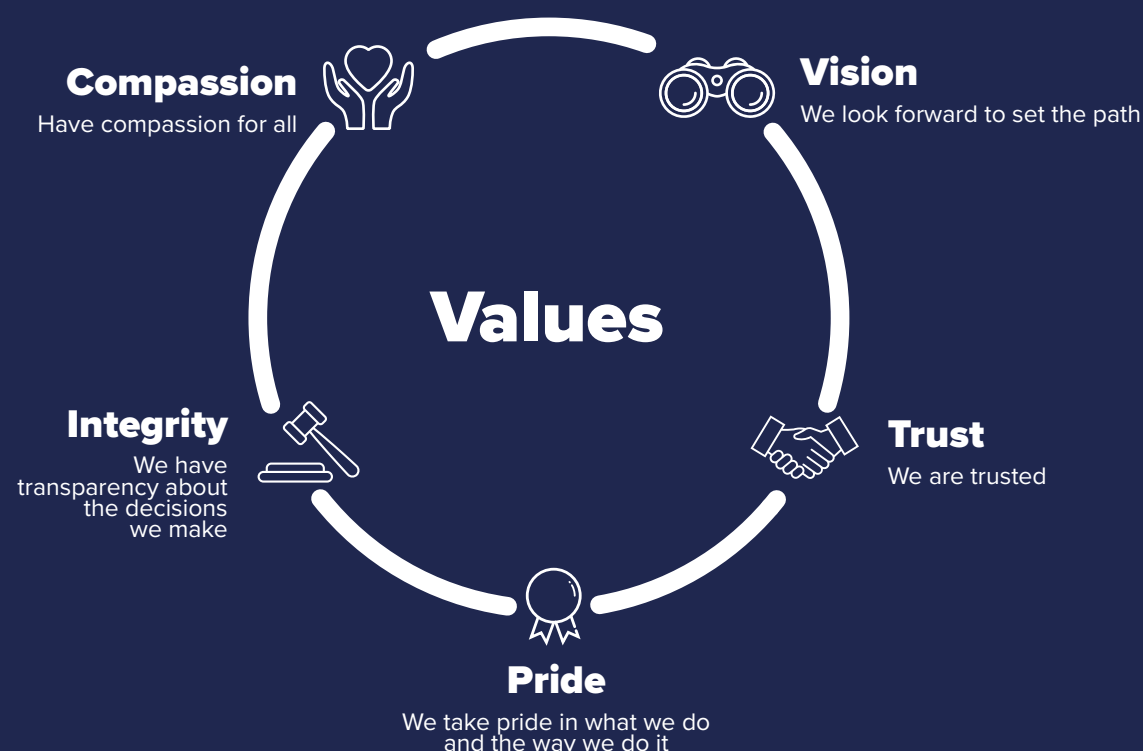 Compassion
Have compassion for all
Vision
We look forward to set the path
Values
Integrity
We have
transparency about
the decisions
we make
Trust
We are trusted
Pride
We take pride in what we do
and the way we do it